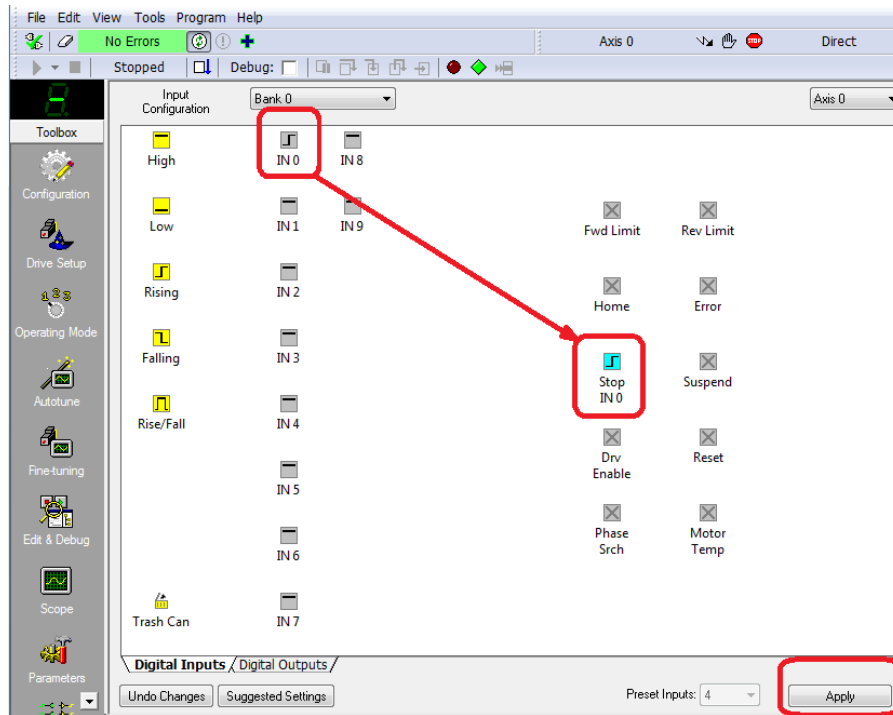 File Edit View Tools Program Help
No Errors Axis 0 STOP Direct
Stopped Debug:
Input Configuration Bank 0 Axis 0
Toolbox
Configuration
Drive Setup
Operating Mode
Autotune
Fine-tuning
Edit & Debug
Scope
Parameters
High IN 0 IN 8
Low IN 1 IN 9 Fwd Limit Rev Limit
Rising IN 2 Home Error
Falling IN 3 Stop IN 0 Suspend
Rise/Fall IN 4 Drv Enable Reset
IN 5
IN 6 Phase Srch Motor Temp
Trash Can IN 7
Digital Inputs Digital Outputs
Undo Changes Suggested Settings Preset Inputs: 4 Apply